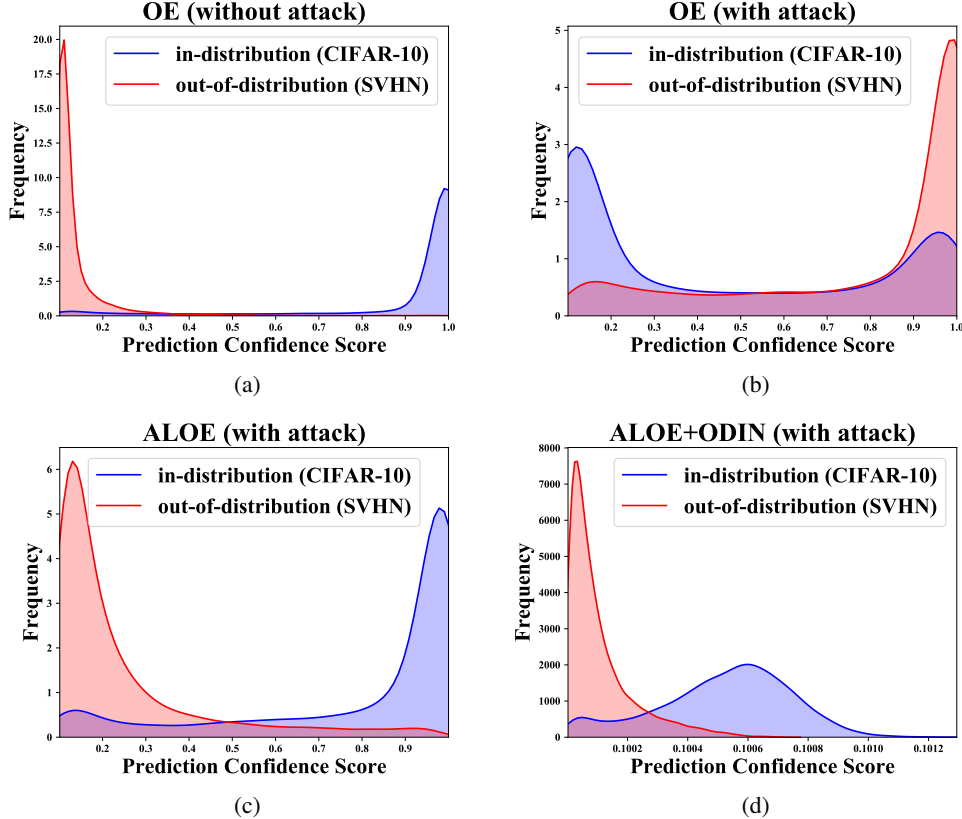 OE (without attack)
20.0
17.5
15.0
12.5
10.0
7.5
5.0
2.5
0.0
Frequency
in-distribution (CIFAR-10)
out-of-distribution (SVHN)
0.2 0.3 0.4 0.5 0.6 0.7 0.8 0.9 1.0
Prediction Confidence Score
(a)
OE (with attack)
5
4
3
2
1
0
Frequency
in-distribution (CIFAR-10)
out-of-distribution (SVHN)
0.2 0.3 0.4 0.5 0.6 0.7 0.8 0.9 1.0
Prediction Confidence Score
(b)
ALOE (with attack)
6
5
4
3
2
1
0
Frequency
in-distribution (CIFAR-10)
out-of-distribution (SVHN)
0.2 0.3 0.4 0.5 0.6 0.7 0.8 0.9
Prediction Confidence Score
(c)
ALOE+ODIN (with attack)
8000
7000
6000
5000
4000
3000
2000
1000
0
Frequency
in-distribution (CIFAR-10)
out-of-distribution (SVHN)
0.1002 0.1004 0.1006 0.1008 0.1010 0.1012
Prediction Confidence Score
(d)